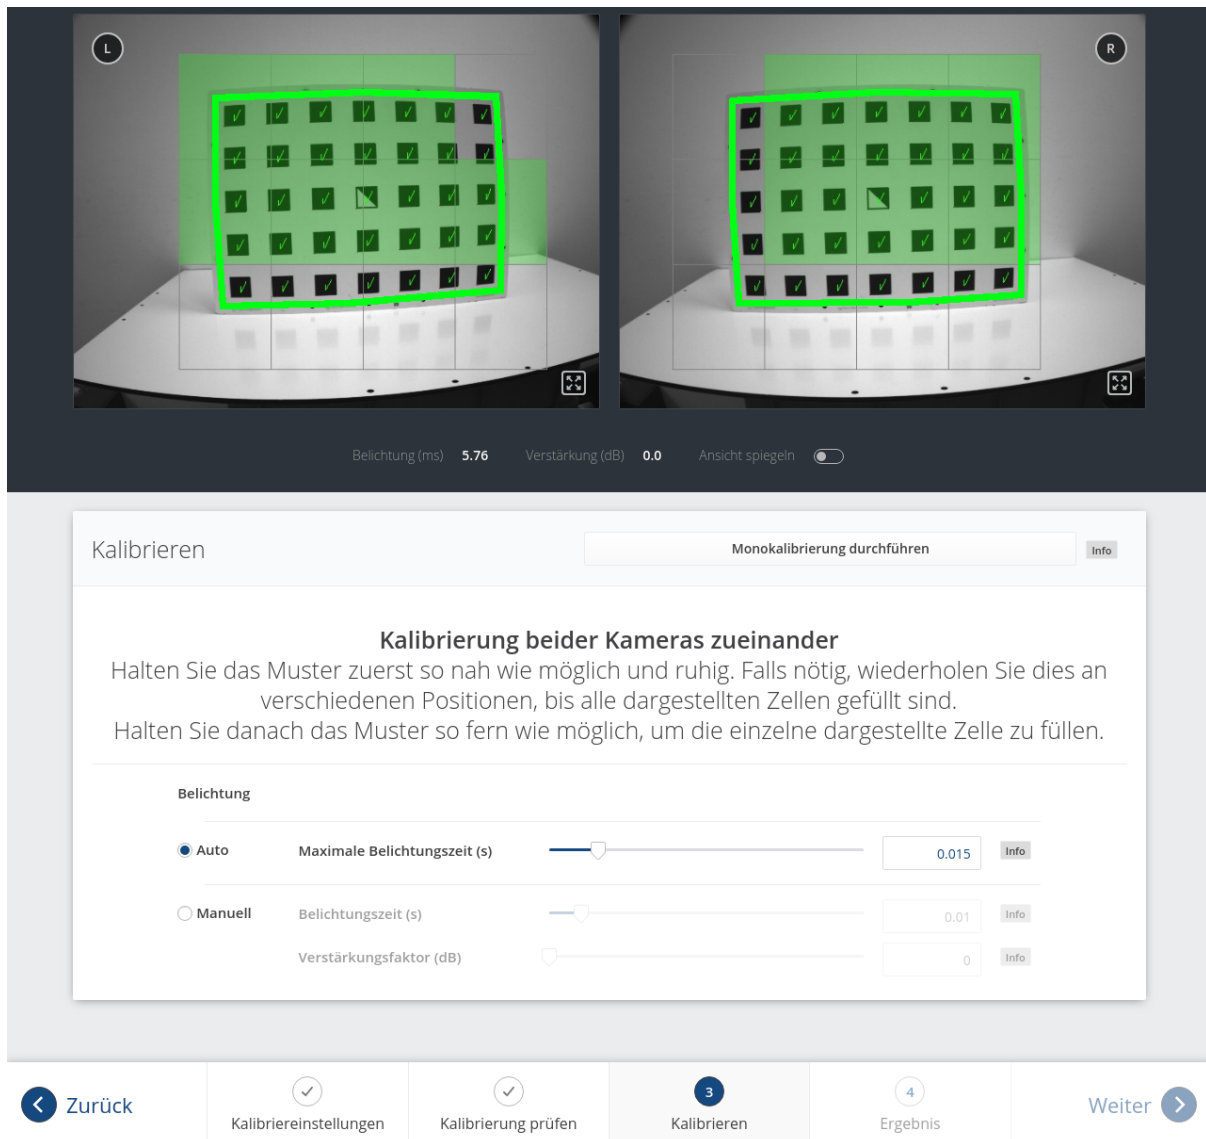 L
R
Belichtung (ms) 5.76 Verstärkung (dB) 0.0 Ansicht spiegeln
Kalibrieren
Monokalibrierung durchführen
Info
Kalibrierung beider Kameras zueinander
Halten Sie das Muster zuerst so nah wie möglich und ruhig. Falls nötig, wiederholen Sie dies an
verschiedenen Positionen, bis alle dargestellten Zellen gefüllt sind.
Halten Sie danach das Muster so fern wie möglich, um die einzelne dargestellte Zelle zu füllen.
Belichtung
Auto Maximale Belichtungszeit (s) 0.015 Info
Manuell Belichtungszeit (s) 0.01 Info
Verstärkungsfaktor (dB) 0 Info
Zurück
Kalibriereinstellungen
Kalibrierung prüfen
3
Kalibrieren
4
Ergebnis
Weiter